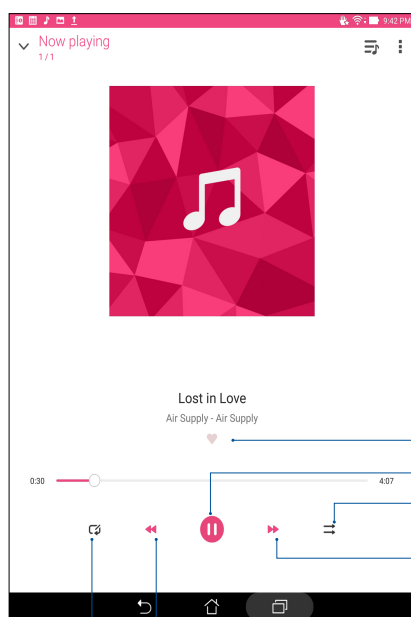 9:42 PM
Now playing
1 / 1
Lost in Love
Air Supply - Air Supply
0:30
4:07